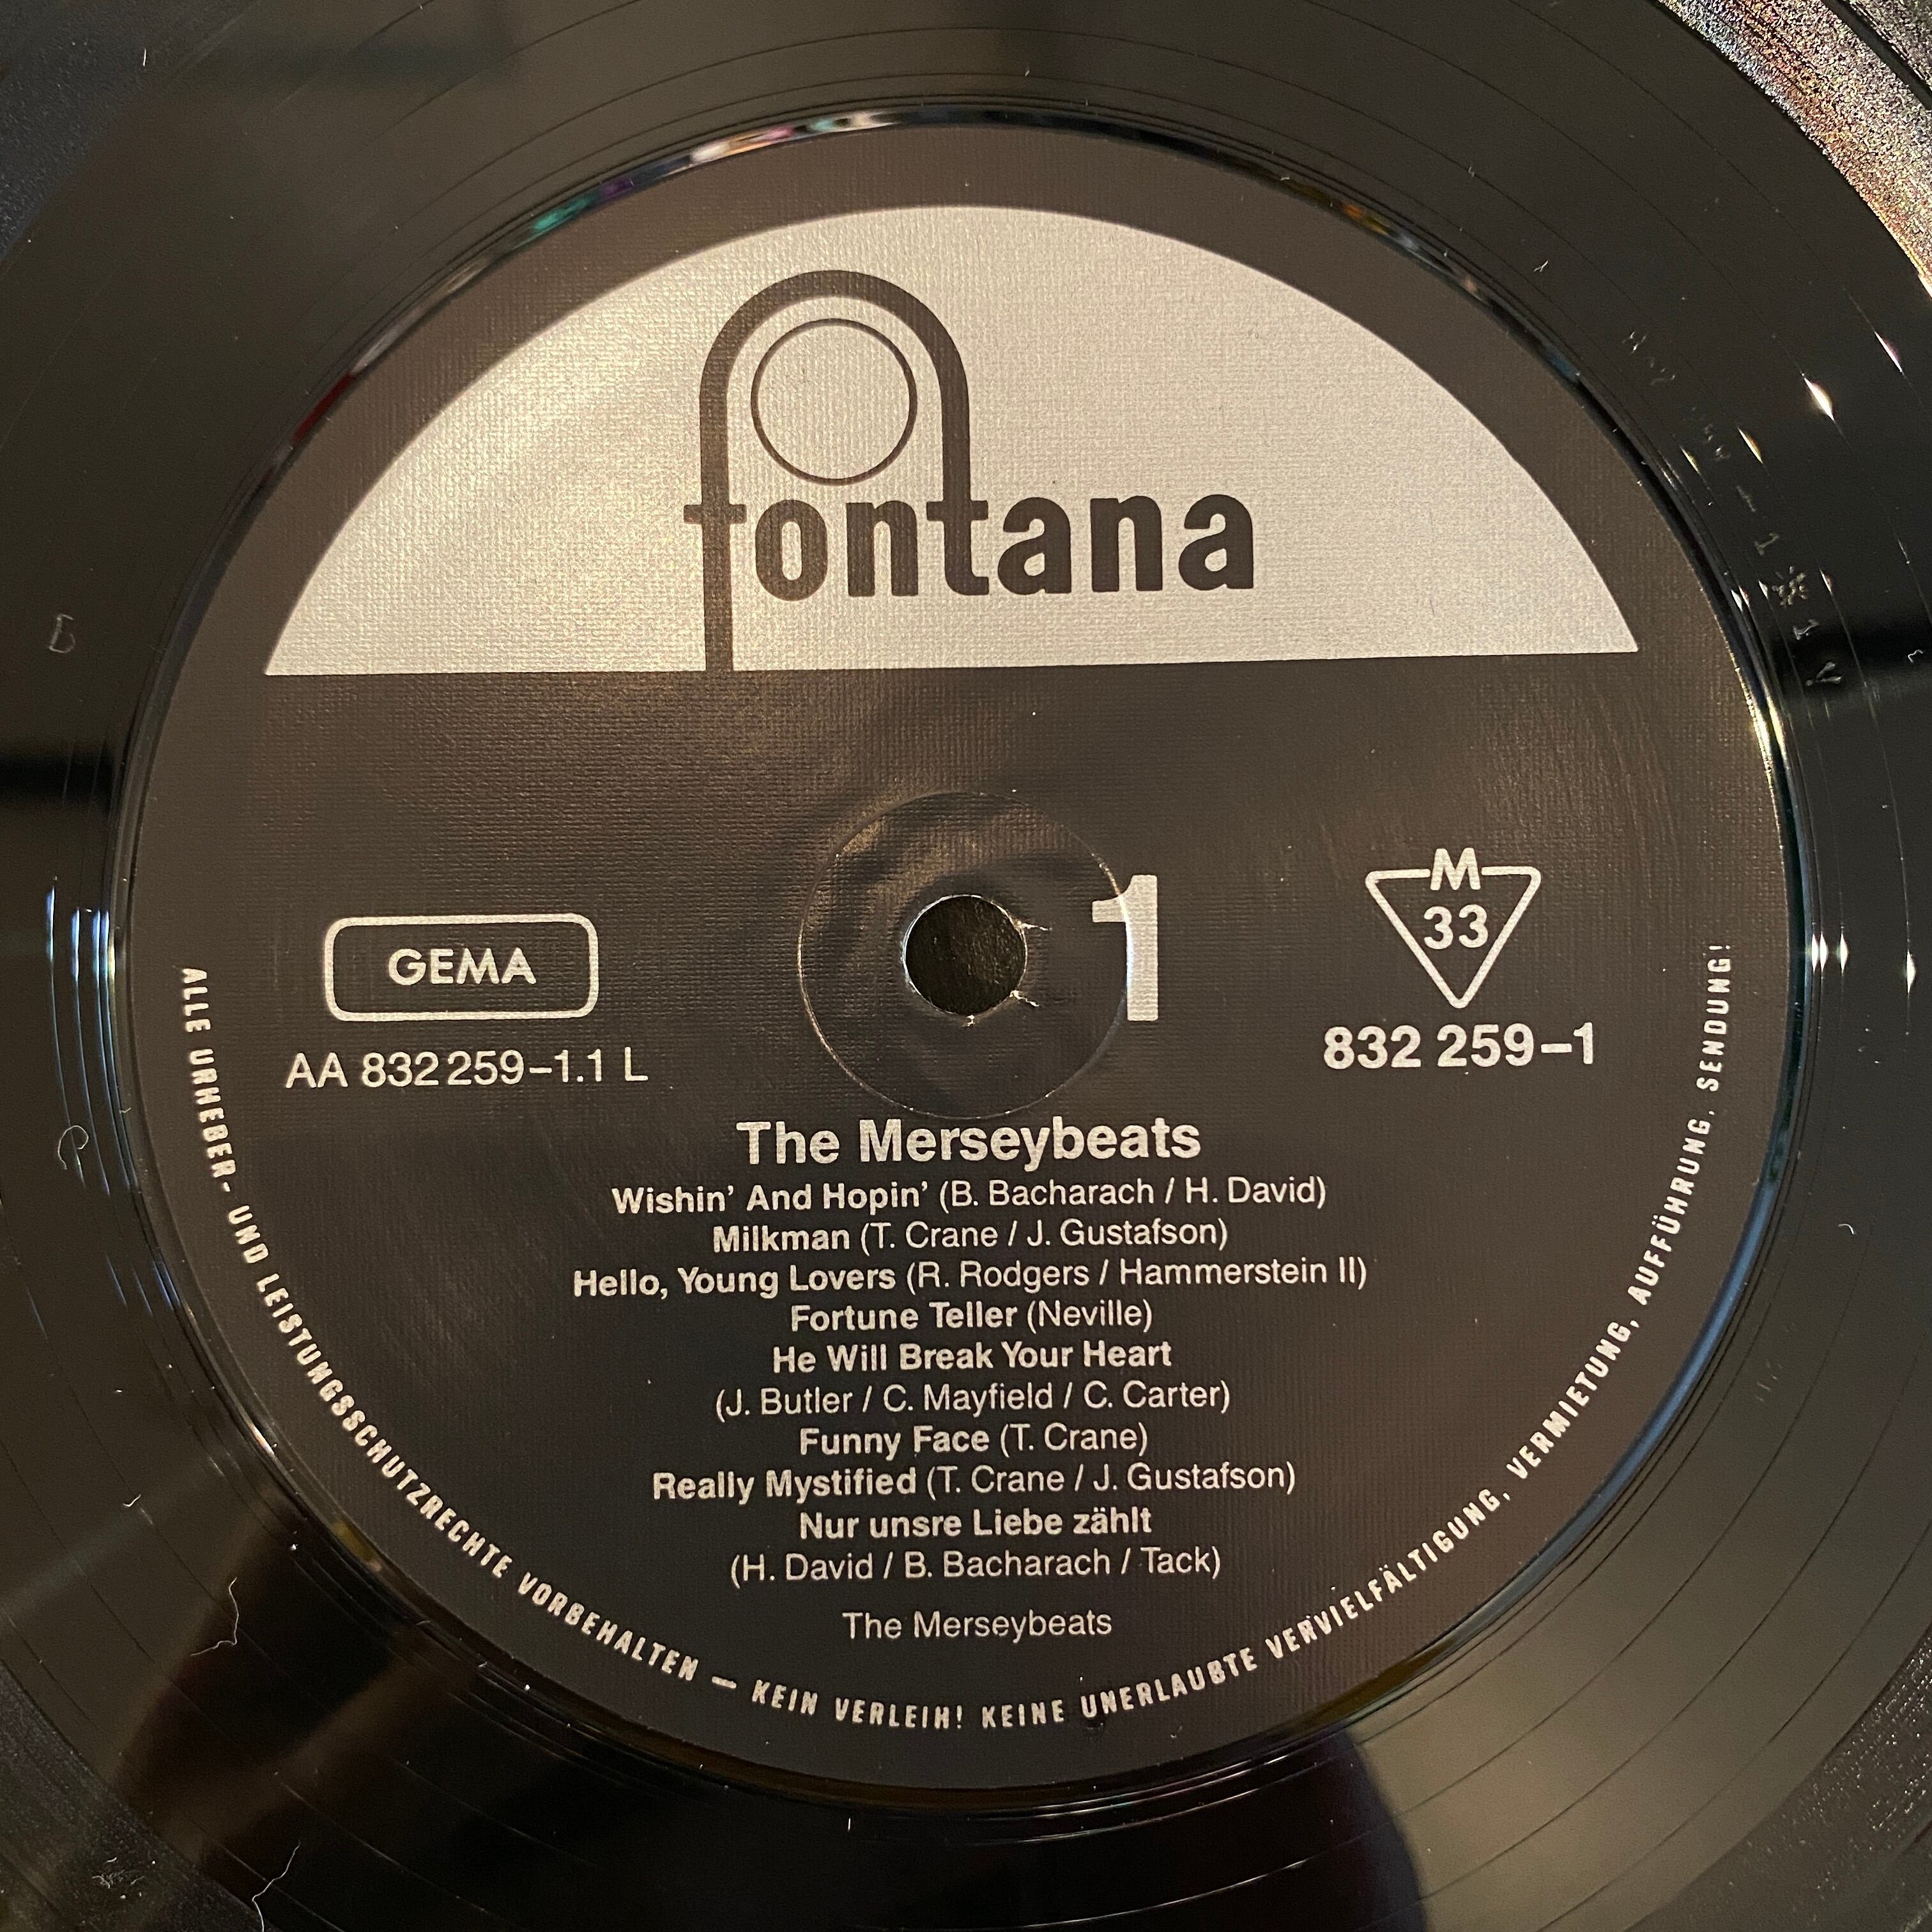 fontana
GEMA
1
M
33
AA 832 259-1.1 L
832 259-1
The Merseybeats
Wishin' And Hopin' (B. Bacharach / H. David)
Milkman (T. Crane / J. Gustafson)
Hello, Young Lovers (R. Rodgers / Hammerstein II)
Fortune Teller (Neville)
He Will Break Your Heart
(J. Butler / C. Mayfield / C. Carter)
Funny Face (T. Crane)
Really Mystified (T. Crane / J. Gustafson)
Nur unsre Liebe zählt
(H. David / B. Bacharach / Tack)
The Merseybeats
ALLE URHEBER- UND LEISTUNGSSCHUTZRECHTE VORBEHALTEN – KEIN VERLEIH! KEINE UNERLAUBTE VERVIELFÄLTIGUNG, VERMIETUNG, AUFFÜHRUNG, SENDUNG!